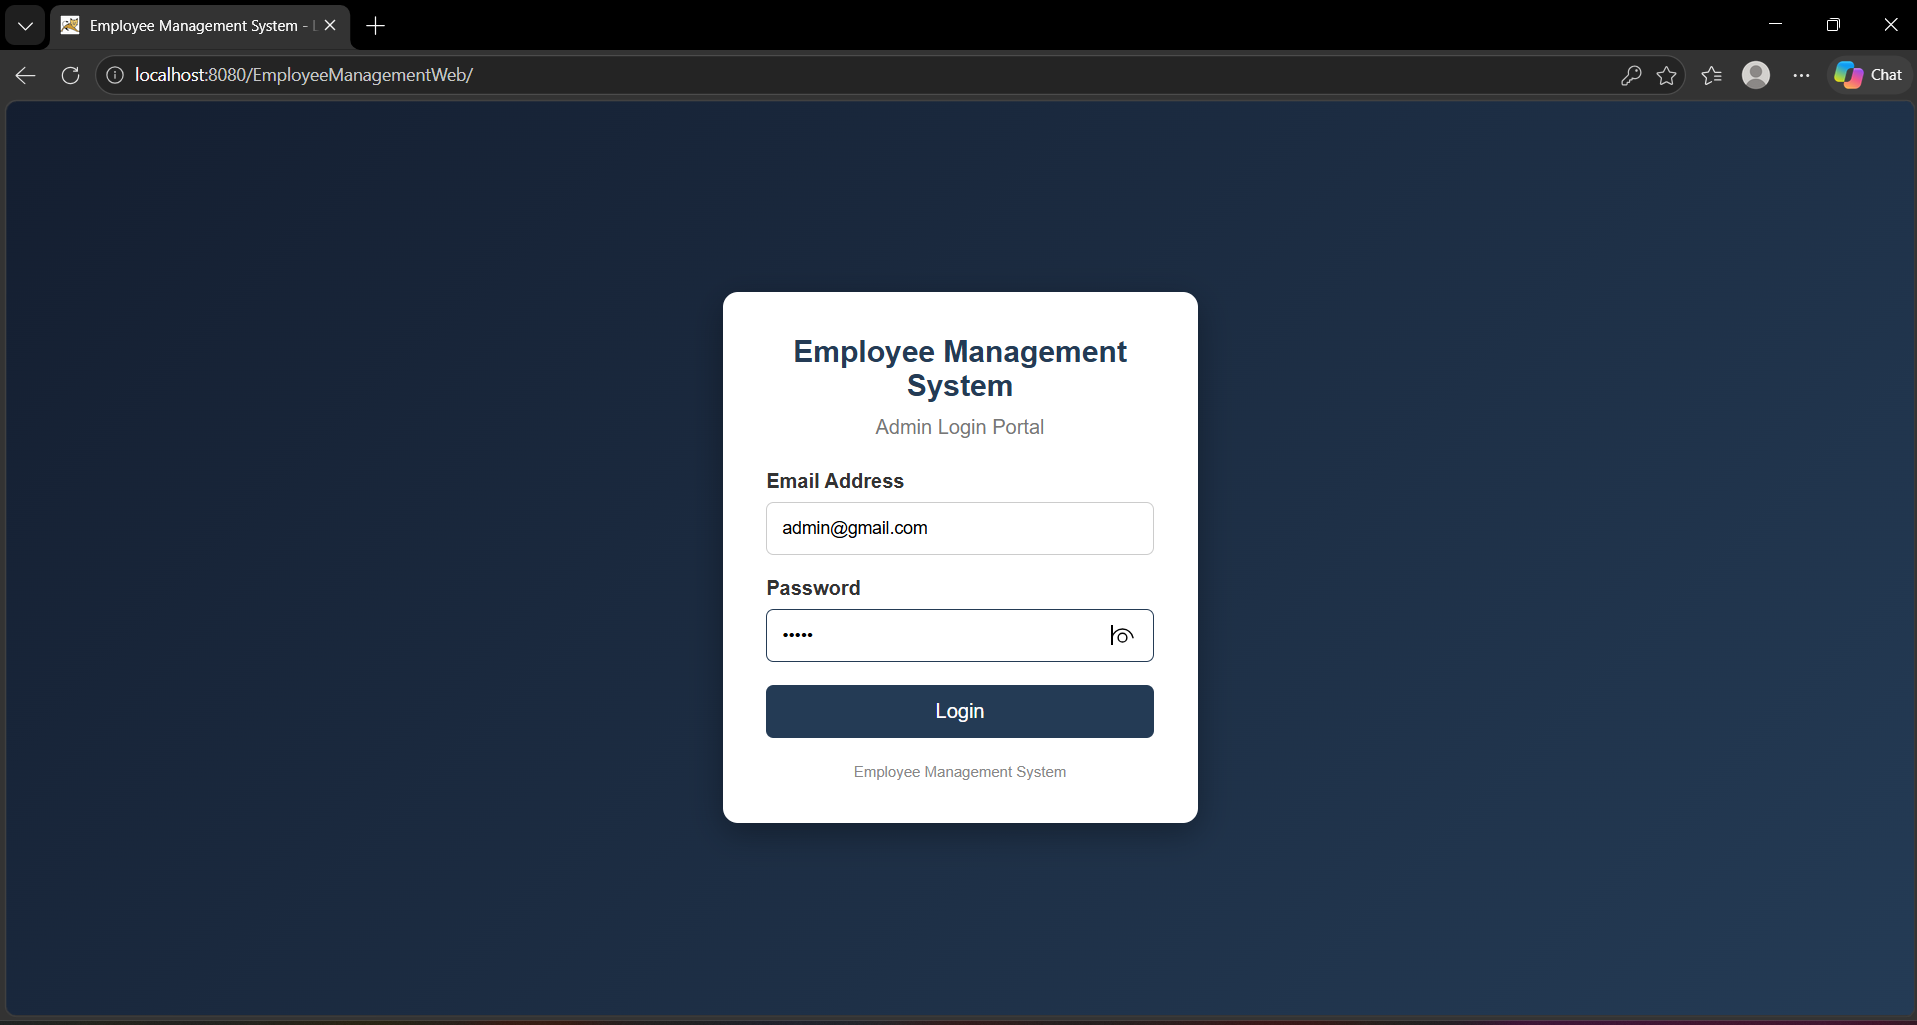 Employee Management System - L
localhost:8080/EmployeeManagementWeb/
Chat
Employee Management
System
Admin Login Portal
Email Address
admin@gmail.com
Password
•••••
Login
Employee Management System